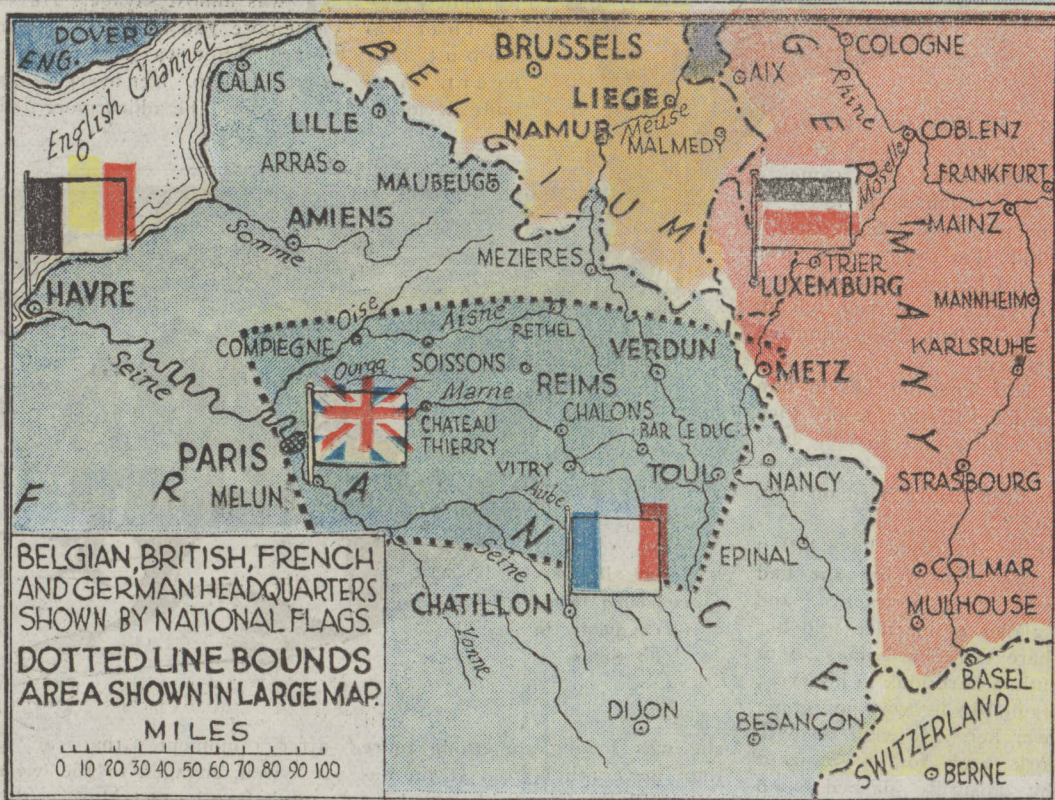 DOVER
ENG.
English Channel
CALAIS
BELGIUM
BRUSSELS
LIEGE
NAMUR
Meuse
MALMEDY
GERMANY
COLOGNE
AIX
Rhine
COBLENZ
Moselle
FRANKFURT
MAINZ
TRIER
LUXEMBURG
MANNHEIM
KARLSRUHE
LILLE
ARRAS
MAUBEUGE
AMIENS
Somme
MEZIERES
HAVRE
Seine
COMPIEGNE
Oise
Aisne
RETHEL
SOISSONS
VERDUN
METZ
Ourcq
REIMS
Marne
CHATEAU
THIERRY
CHALONS
BAR LE DUC
PARIS
MELUN
VITRY
TOUL
NANCY
STRASBOURG
FRANCE
Aube
Seine
EPINAL
CHATILLON
Yonne
COLMAR
MULHOUSE
BASEL
DIJON
BESANÇON
SWITZERLAND
BERNE
BELGIAN, BRITISH, FRENCH
AND GERMAN HEADQUARTERS
SHOWN BY NATIONAL FLAGS.
DOTTED LINE BOUNDS
AREA SHOWN IN LARGE MAP.
MILES
0 10 20 30 40 50 60 70 80 90 100